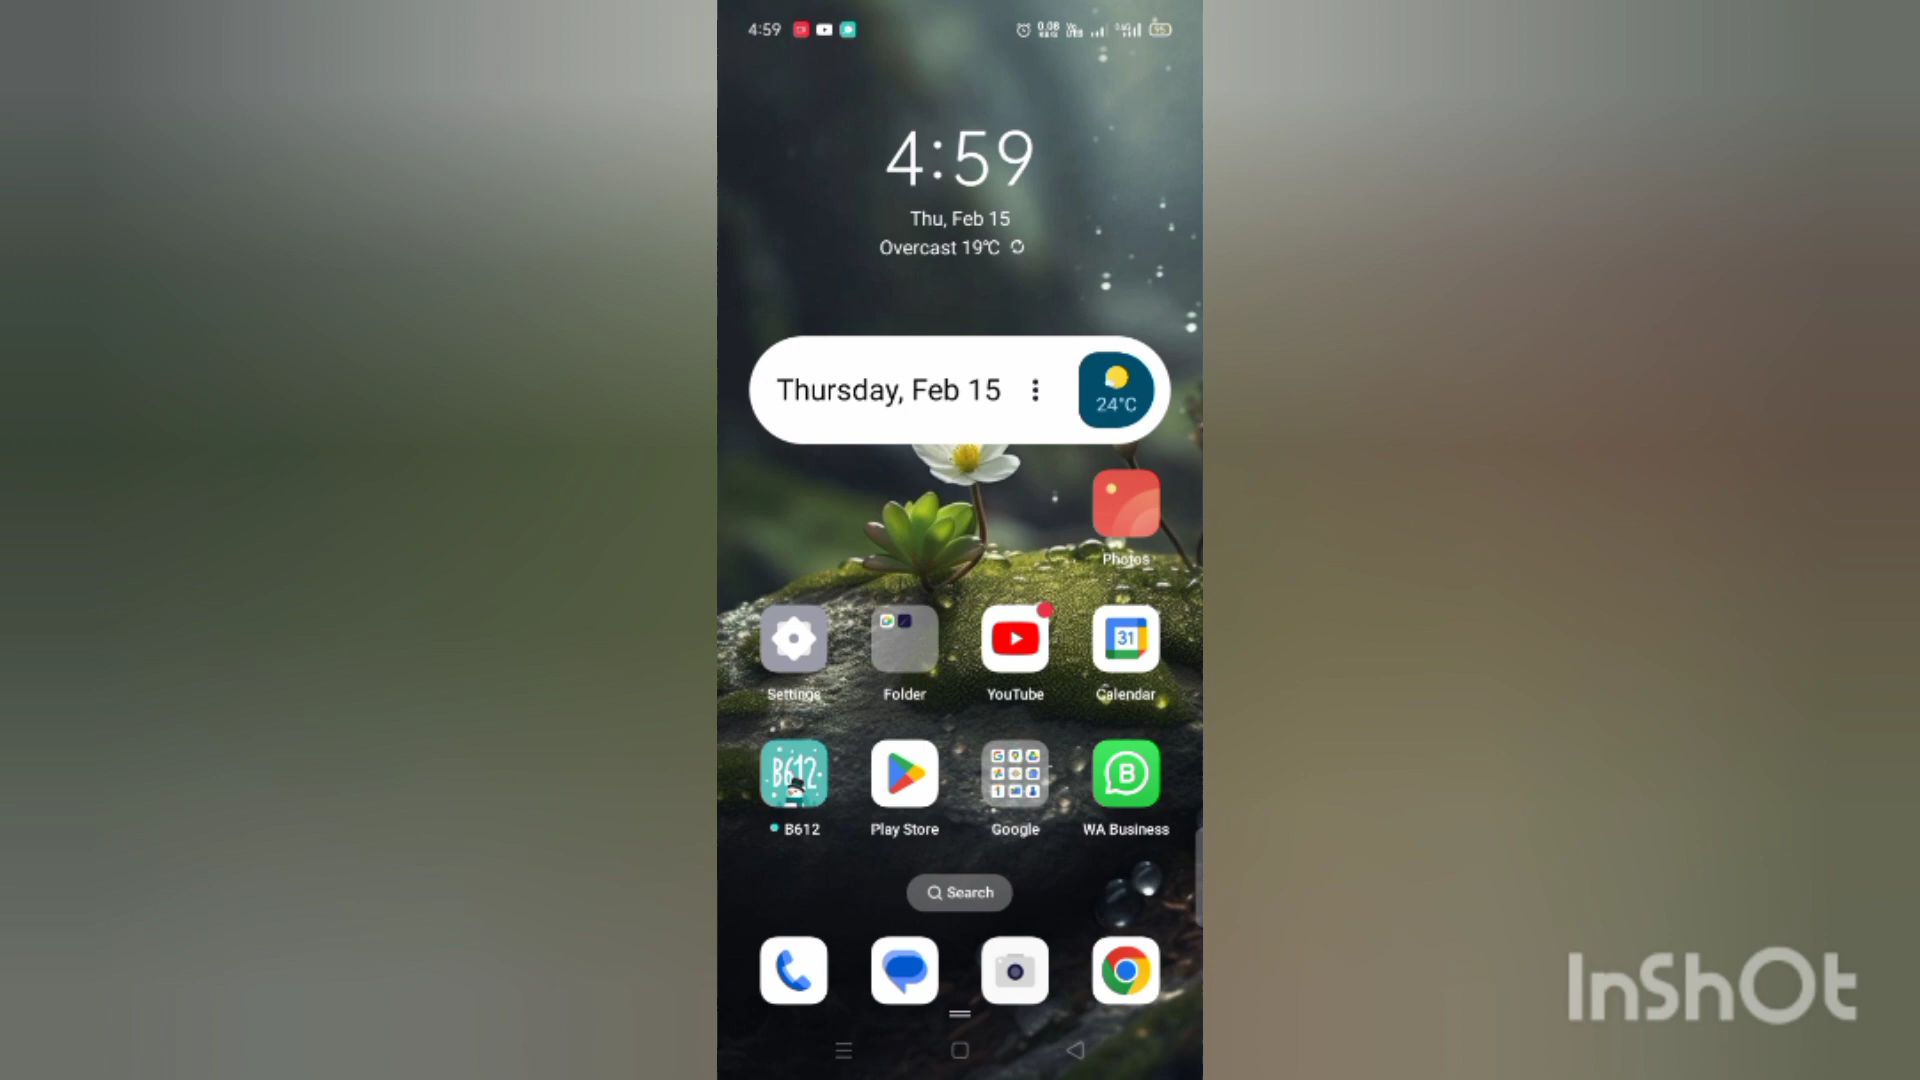 4:59
4:59
Thu, Feb 15
Overcast 19℃
Thursday, Feb 15
24°C
Photos
31
Settings
Folder
YouTube
Calendar
B612
B612
Play Store
Google
B
WA Business
Search
InShOt